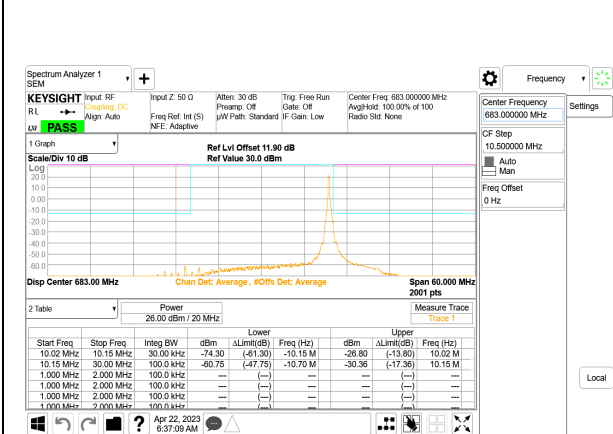 Spectrum Analyzer 1
SEM
Frequency
KEYSIGHT
R L
LXI PASS
Input: RF
Coupling: DC
Align: Auto
Input Z: 50 Ω
Freq Ref: Int (S)
NFE: Adaptive
Atten: 30 dB
Preamp: Off
µW Path: Standard
Trig: Free Run
Gate: Off
IF Gain: Low
Center Freq: 683.000000 MHz
Avg|Hold: 100.00% of 100
Radio Std: None
Center Frequency
683.000000 MHz
Settings
CF Step
10.500000 MHz
Auto
Man
Freq Offset
0 Hz
1 Graph
Scale/Div 10 dB
Ref Lvl Offset 11.90 dB
Ref Value 30.0 dBm
Log
20.0
10.0
0.00
-10.0
-20.0
-30.0
-40.0
-50.0
-60.0
Disp Center 683.00 MHz
Chan Det: Average, #Offs Det: Average
Span 60.000 MHz
2001 pts
2 Table
Power
26.00 dBm / 20 MHz
Measure Trace
Trace 1
Lower Upper
Start Freq Stop Freq Integ BW dBm ΔLimit(dB) Freq (Hz) dBm ΔLimit(dB) Freq (Hz)
10.02 MHz 10.15 MHz 30.00 kHz -74.30 (-61.30) -10.15 M -26.80 (-13.80) 10.02 M
10.15 MHz 30.00 MHz 100.0 kHz -60.75 (-47.75) -10.70 M -30.36 (-17.36) 10.15 M
1.000 MHz 2.000 MHz 100.0 kHz --- (---) --- --- (---) ---
1.000 MHz 2.000 MHz 100.0 kHz --- (---) --- --- (---) ---
1.000 MHz 2.000 MHz 100.0 kHz --- (---) --- --- (---) ---
1.000 MHz 2.000 MHz 100.0 kHz --- (---) --- --- (---) ---
Local
?
Apr 22, 2023
6:37:09 AM